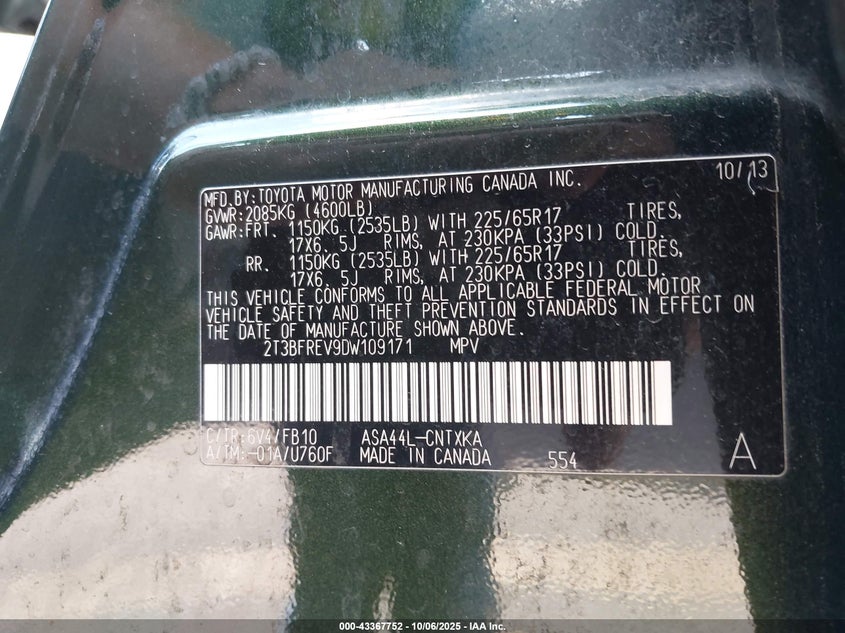 10/13
MFD.BY:TOYOTA MOTOR MANUFACTURING CANADA INC.
GVWR:2085KG (4600LB)
GAWR:FRT. 1150KG (2535LB) WITH 225/65R17 TIRES,
17X6. 5J RIMS, AT 230KPA (33PSI) COLD.
RR. 1150KG (2535LB) WITH 225/65R17 TIRES,
17X6. 5J RIMS, AT 230KPA (33PSI) COLD.
THIS VEHICLE CONFORMS TO ALL APPLICABLE FEDERAL MOTOR
VEHICLE SAFETY AND THEFT PREVENTION STANDARDS IN EFFECT ON
THE DATE OF MANUFACTURE SHOWN ABOVE.
2T3BFREV9DW109171 MPV
C/TR:6V4/FB10 ASA44L-CNTXKA
A/TM:-01A/U760F MADE IN CANADA 554 A
000-43367752 - 10/06/2025 - IAA Inc.